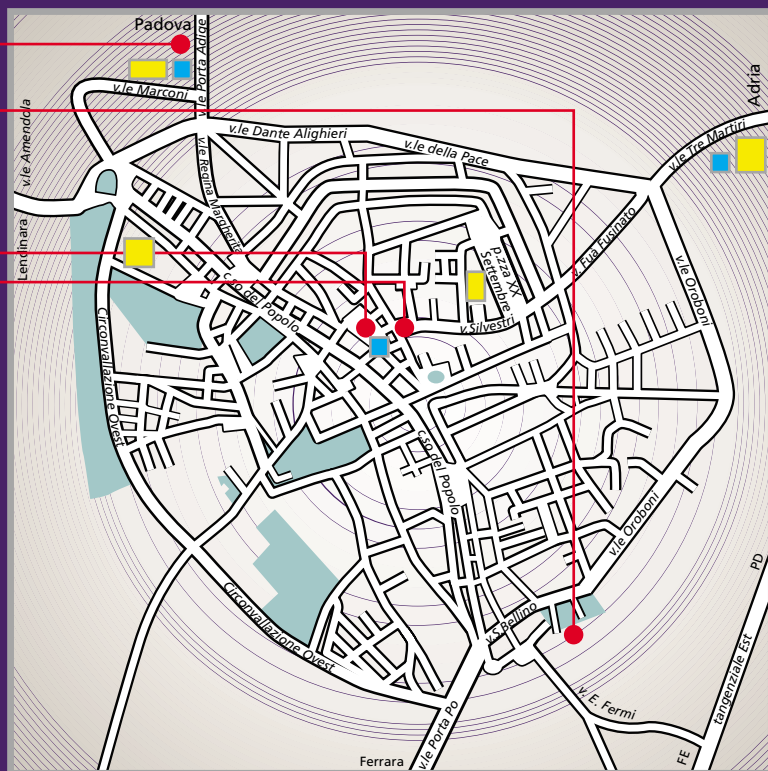 Padova
v.le Porta Adige
v.le Marconi
v.le Amendola
Adria
v.le Dante Alighieri
v.le della Pace
v.le Tre Martiri
v.le Regina Margherita
Lendinara
v. Fua Fusinato
p.zza XX
Settembre
v.le Oroboni
c.so del Popolo
v.Silvestri
Circonvallazione Ovest
c.so del Popolo
v.le Oroboni
PD
Circonvallazione Ovest
v.S.Bellino
tangenziale Est
v. E. Fermi
v.le Porta Po
Ferrara
FE